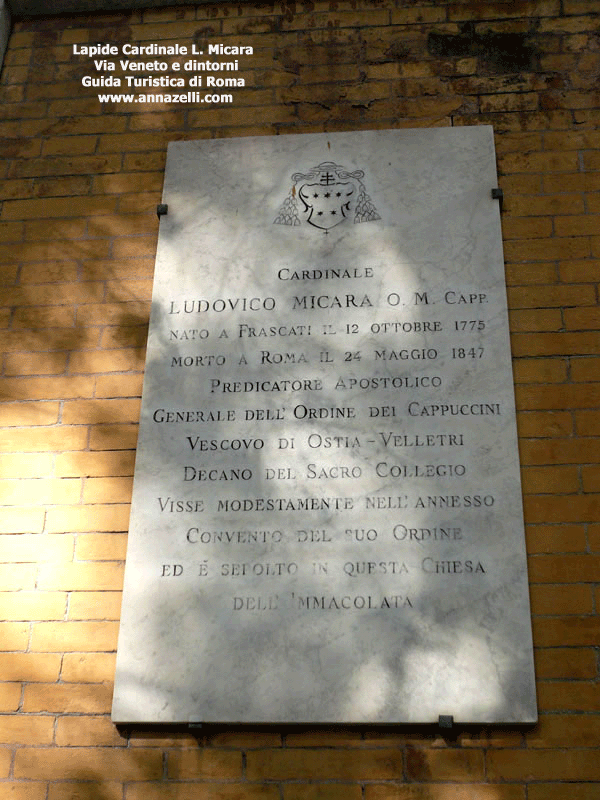 Lapide Cardinale L. Micara
Via Veneto e dintorni
Guida Turistica di Roma
www.annazelli.com
CARDINALE
LUDOVICO MICARA O. M. CAPP.
NATO A FRASCATI IL 12 OTTOBRE 1775
MORTO A ROMA IL 24 MAGGIO 1847
PREDICATORE APOSTOLICO
GENERALE DELL' ORDINE DEI CAPPUCCINI
VESCOVO DI OSTIA - VELLETRI
DECANO DEL SACRO COLLEGIO
VISSE MODESTAMENTE NELL' ANNESSO
CONVENTO DEL SUO ORDINE
ED È SEPOLTO IN QUESTA CHIESA
DELL' IMMACOLATA